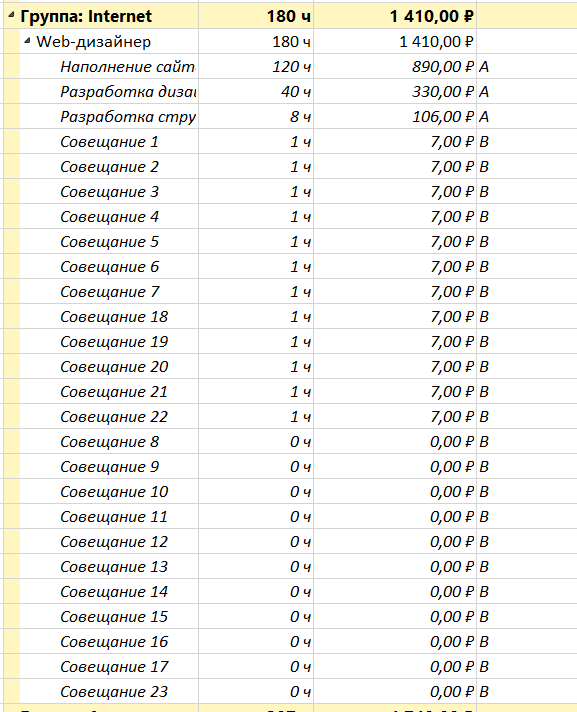 Группа: Internet 180 ч 1 410,00 ₽
Web-дизайнер 180 ч 1 410,00 ₽
Наполнение сайт 120 ч 890,00 ₽ A
Разработка диза 40 ч 330,00 ₽ A
Разработка стру 8 ч 106,00 ₽ A
Совещание 1 1 ч 7,00 ₽ B
Совещание 2 1 ч 7,00 ₽ B
Совещание 3 1 ч 7,00 ₽ B
Совещание 4 1 ч 7,00 ₽ B
Совещание 5 1 ч 7,00 ₽ B
Совещание 6 1 ч 7,00 ₽ B
Совещание 7 1 ч 7,00 ₽ B
Совещание 18 1 ч 7,00 ₽ B
Совещание 19 1 ч 7,00 ₽ B
Совещание 20 1 ч 7,00 ₽ B
Совещание 21 1 ч 7,00 ₽ B
Совещание 22 1 ч 7,00 ₽ B
Совещание 8 0 ч 0,00 ₽ B
Совещание 9 0 ч 0,00 ₽ B
Совещание 10 0 ч 0,00 ₽ B
Совещание 11 0 ч 0,00 ₽ B
Совещание 12 0 ч 0,00 ₽ B
Совещание 13 0 ч 0,00 ₽ B
Совещание 14 0 ч 0,00 ₽ B
Совещание 15 0 ч 0,00 ₽ B
Совещание 16 0 ч 0,00 ₽ B
Совещание 17 0 ч 0,00 ₽ B
Совещание 23 0 ч 0,00 ₽ B